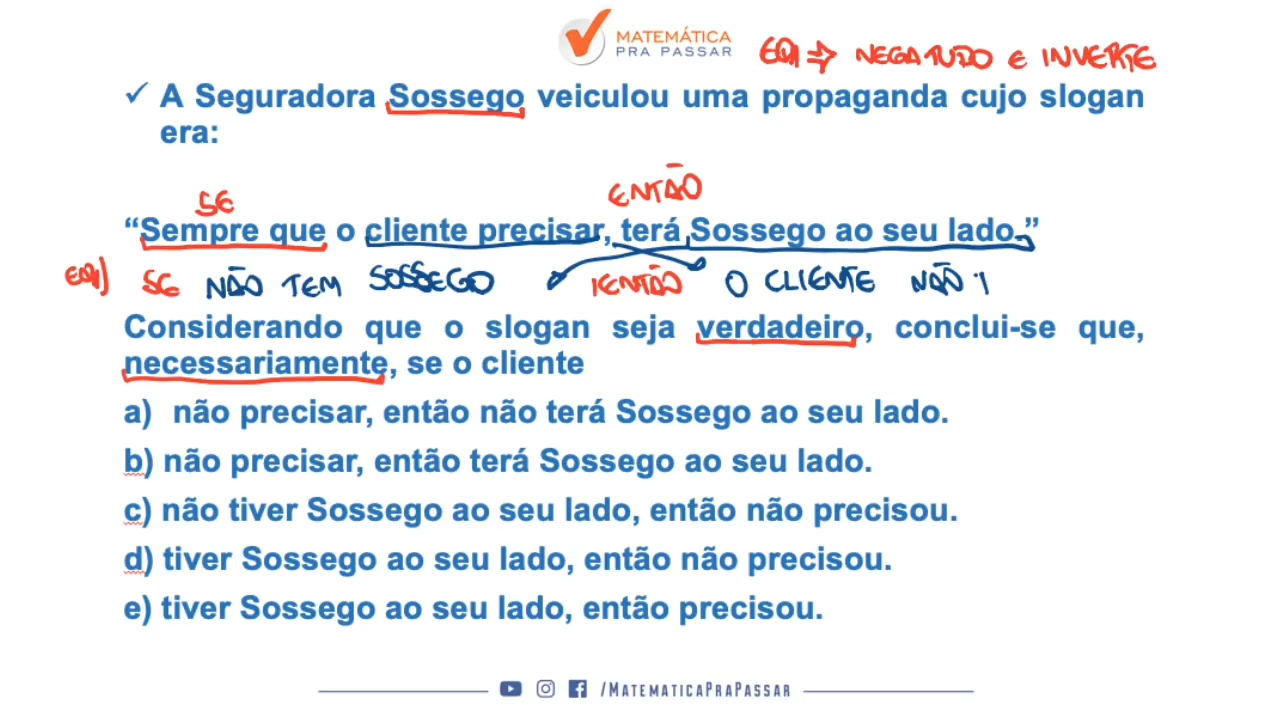 MATEMÁTICA
PRA PASSAR
EQ ⇒ NEGA TUDO E INVERTE
✓ A Seguradora Sossego veiculou uma propaganda cujo slogan
era:
SE ENTÃO
“Sempre que o cliente precisar, terá Sossego ao seu lado.”
SE NÃO TEM SOSSEGO ENTÃO O CLIENTE NÃO
Considerando que o slogan seja verdadeiro, conclui-se que,
necessariamente, se o cliente
a) não precisar, então não terá Sossego ao seu lado.
b) não precisar, então terá Sossego ao seu lado.
c) não tiver Sossego ao seu lado, então não precisou.
d) tiver Sossego ao seu lado, então não precisou.
e) tiver Sossego ao seu lado, então precisou.
/MATEMATICAPRAPASSAR